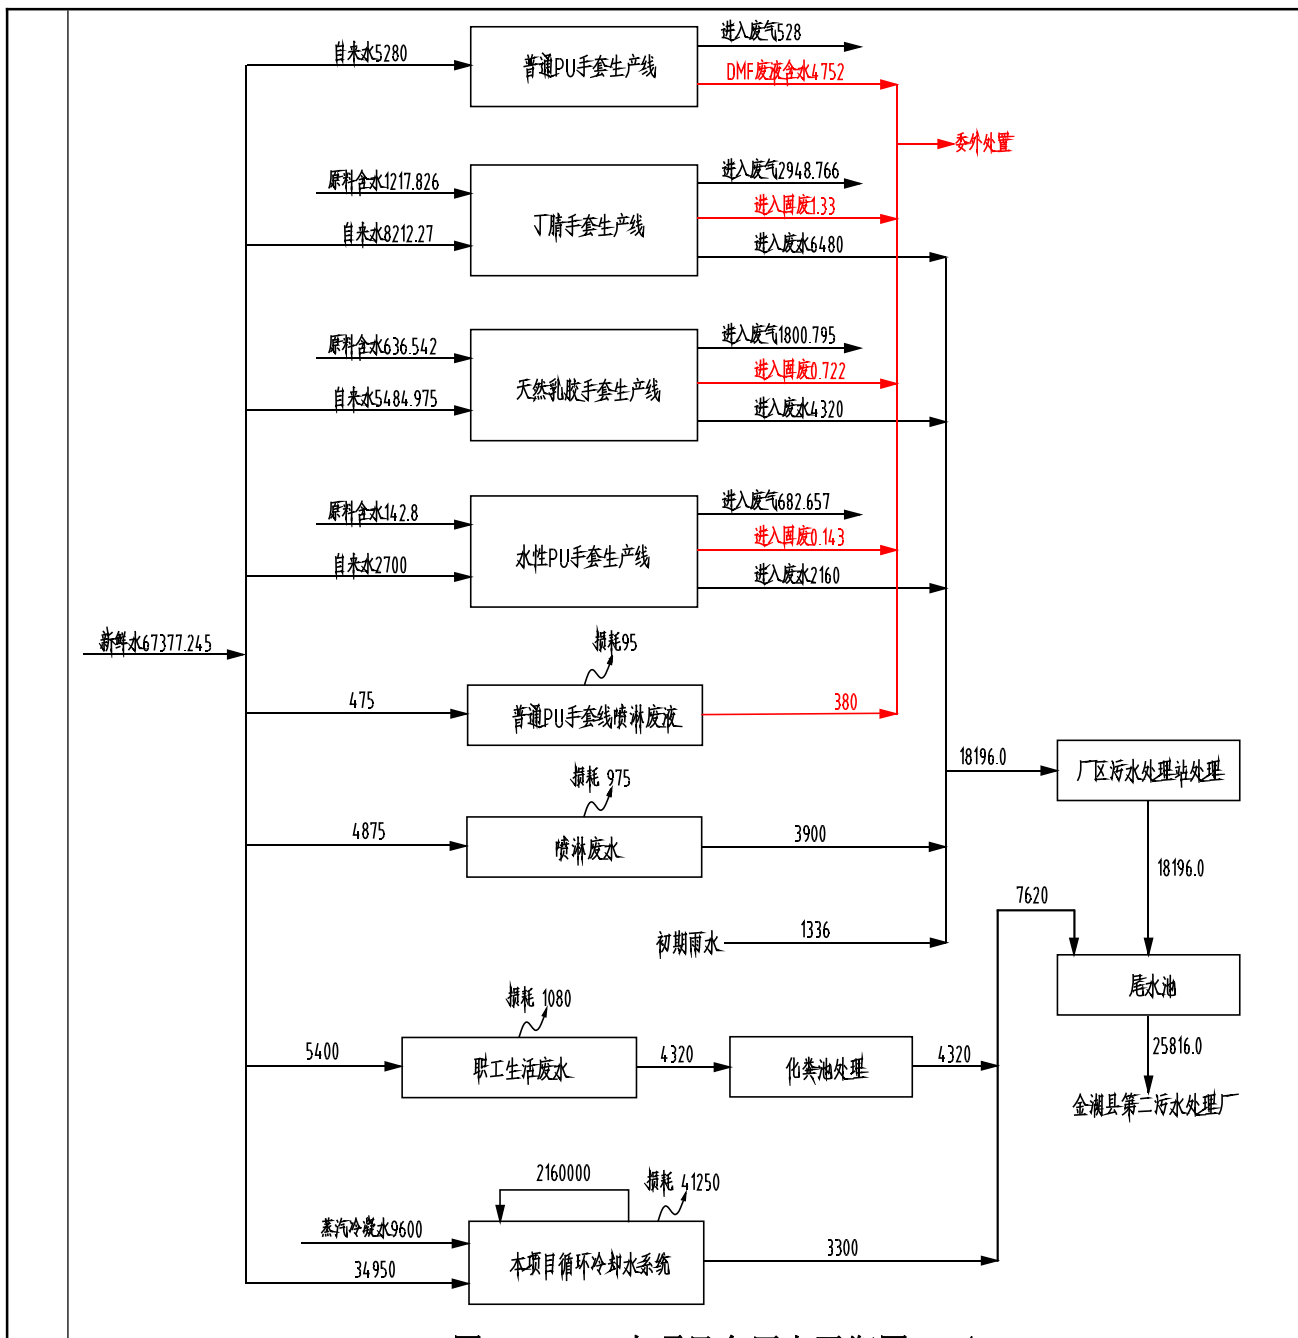 自来水5280
普通PU手套生产线
进入废气528
DMF废液含水4752
委外处置
原料含水1217.826
自来水8212.27
丁腈手套生产线
进入废气2948.766
进入固废1.33
进入废水6480
原料含水636.542
自来水5484.975
天然乳胶手套生产线
进入废气1800.795
进入固废0.722
进入废水4320
原料含水142.8
自来水2700
水性PU手套生产线
进入废气682.657
进入固废0.143
进入废水2160
新鲜水67377.245
损耗95
475
普通PU手套线喷淋废液
380
损耗 975
4875
喷淋废水
3900
18196.0
厂区污水处理站处理
18196.0
初期雨水
1336
7620
尾水池
25816.0
金湖县第二污水处理厂
损耗 1080
5400
职工生活废水
4320
化粪池处理
4320
2160000
损耗 41250
蒸汽冷凝水9600
34950
本项目循环冷却水系统
3300